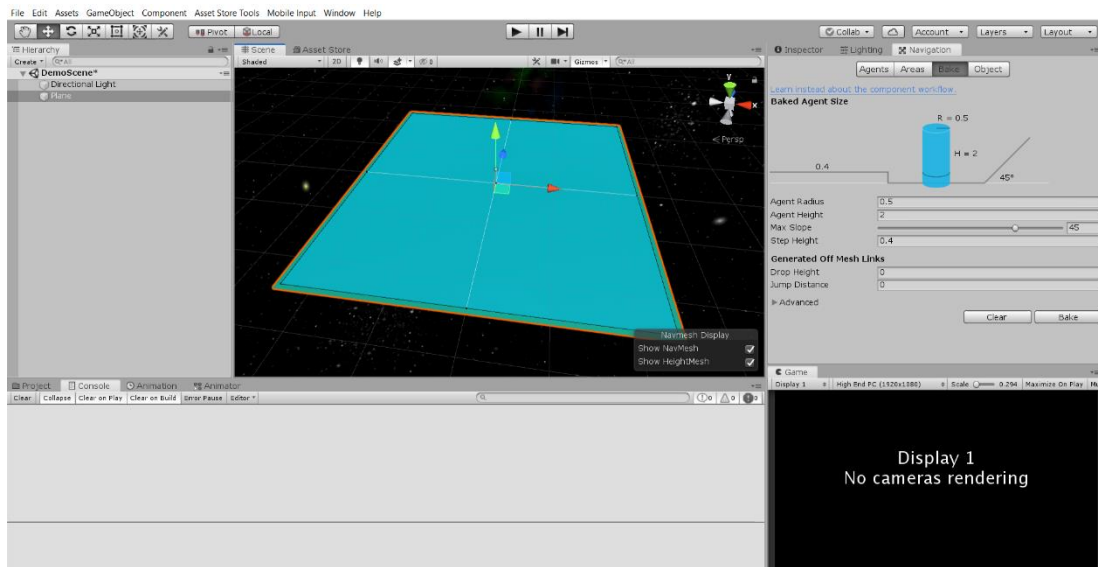 File Edit Assets GameObject Component Asset Store Tools Mobile Input Window Help
Pivot Local Collab Account Layers Layout
Hierarchy Scene Asset Store Inspector Lighting Navigation
Create Q*All Shaded 2D Gizmos Q*All
DemoScene*
Directional Light
Plane
y
x
Persp
Agents Areas Bake Object
Learn instead about the component workflow.
Baked Agent Size
R = 0.5
H = 2
0.4
45°
Agent Radius 0.5
Agent Height 2
Max Slope 45
Step Height 0.4
Generated Off Mesh Links
Drop Height 0
Jump Distance 0
Advanced
Clear Bake
Navmesh Display
Show NavMesh
Show HeightMesh
Project Console Animation Animator
Clear Collapse Clear on Play Clear on Build Error Pause Editor 0 0 0
Game
Display 1 High End PC (1920x1080) Scale 0.294 Maximize On Play
Display 1
No cameras rendering